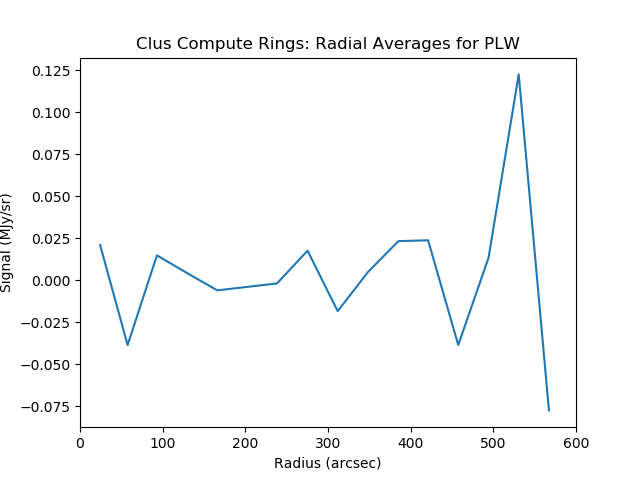 Clus Compute Rings: Radial Averages for PLW
Signal (MJy/sr)
0.125
0.100
0.075
0.050
0.025
0.000
−0.025
−0.050
−0.075
0 100 200 300 400 500 600
Radius (arcsec)